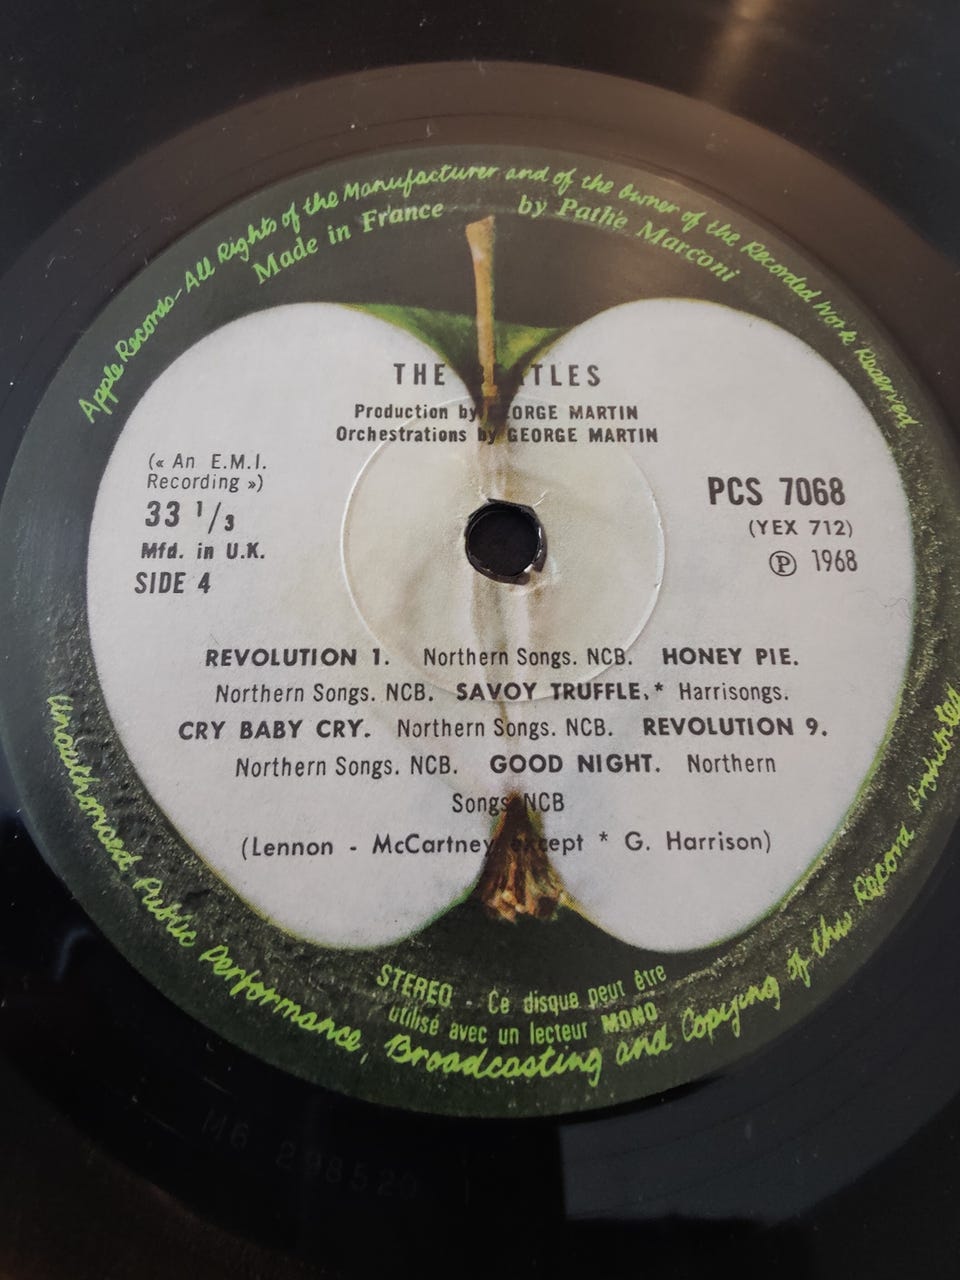 Apple Records - All Rights of the Manufacturer and of the Owner of the Recorded Work Reserved
Made in France by Pathé Marconi
THE BEATLES
Production by GEORGE MARTIN
Orchestrations by GEORGE MARTIN
(« An E.M.I.
Recording »)
33 1/3
Mfd. in U.K.
SIDE 4
PCS 7068
(YEX 712)
Ⓟ 1968
REVOLUTION 1. Northern Songs. NCB. HONEY PIE.
Northern Songs. NCB. SAVOY TRUFFLE.* Harrisongs.
CRY BABY CRY. Northern Songs. NCB. REVOLUTION 9.
Northern Songs. NCB. GOOD NIGHT. Northern
Songs NCB
(Lennon - McCartney except * G. Harrison)
STEREO - Ce disque peut être
utilisé avec un lecteur MONO
Unauthorised Public Performance, Broadcasting and Copying of this Record Prohibited
M6